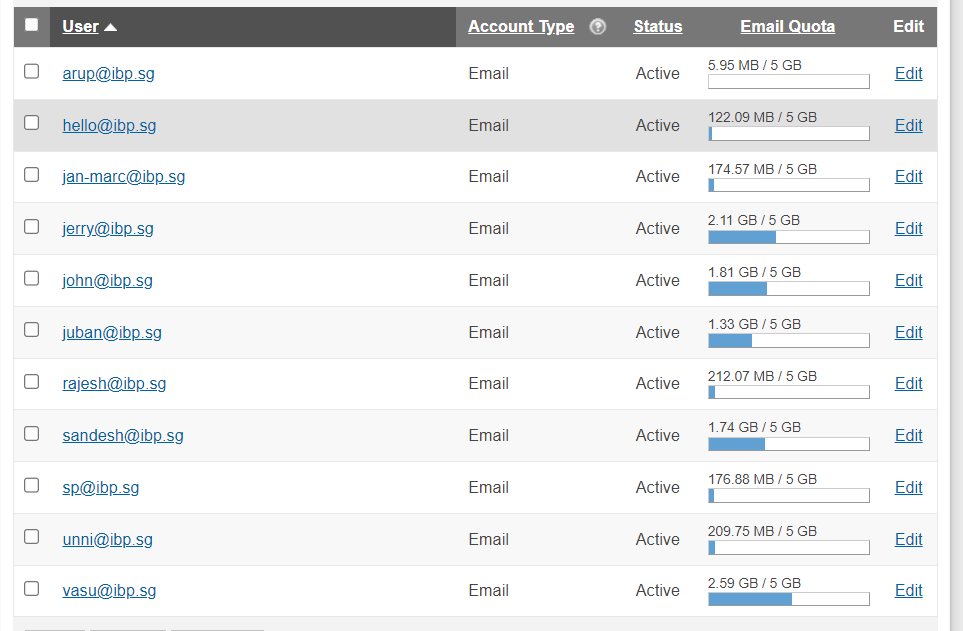 User Account Type ? Status Email Quota Edit
arup@ibp.sg Email Active 5.95 MB / 5 GB Edit
hello@ibp.sg Email Active 122.09 MB / 5 GB Edit
jan-marc@ibp.sg Email Active 174.57 MB / 5 GB Edit
jerry@ibp.sg Email Active 2.11 GB / 5 GB Edit
john@ibp.sg Email Active 1.81 GB / 5 GB Edit
juban@ibp.sg Email Active 1.33 GB / 5 GB Edit
rajesh@ibp.sg Email Active 212.07 MB / 5 GB Edit
sandesh@ibp.sg Email Active 1.74 GB / 5 GB Edit
sp@ibp.sg Email Active 176.88 MB / 5 GB Edit
unni@ibp.sg Email Active 209.75 MB / 5 GB Edit
vasu@ibp.sg Email Active 2.59 GB / 5 GB Edit